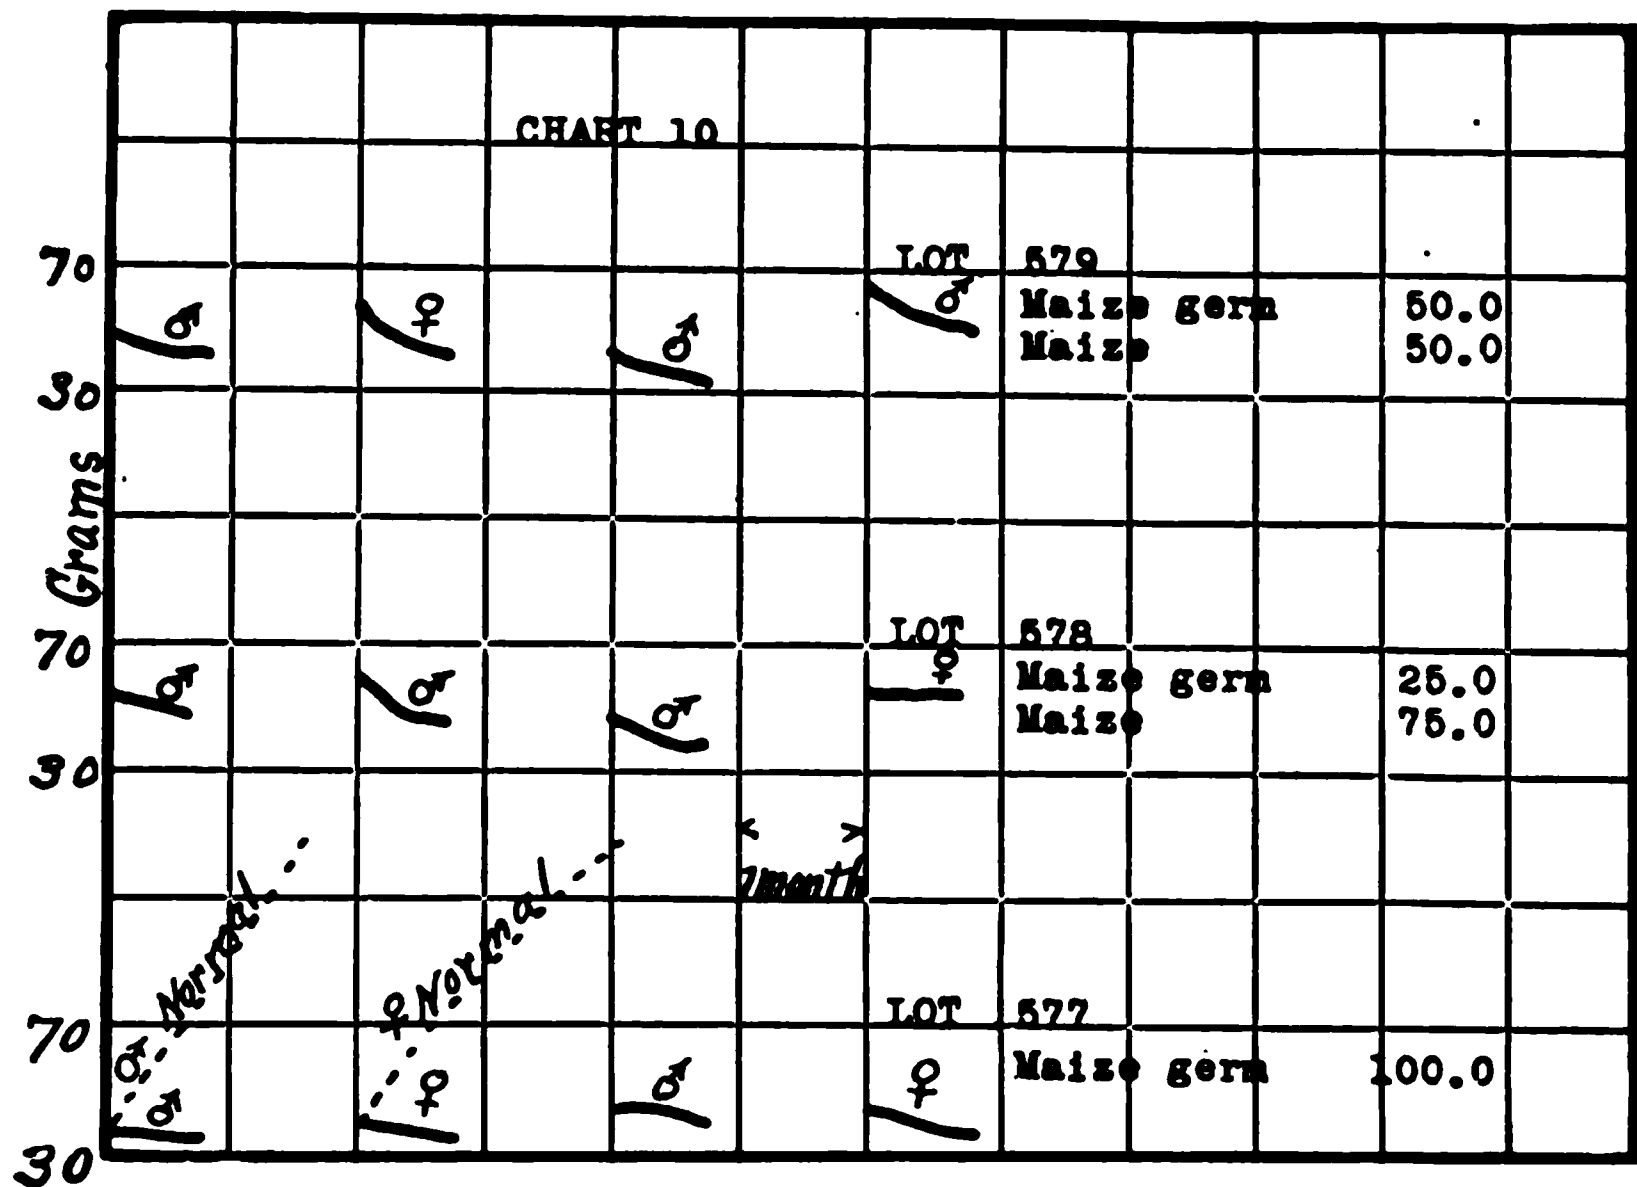 CHART 10
70
LOT 579
♂ ♀ ♂ ♂
Maize germ 50.0
Maize 50.0
30
Grams
70
LOT 578
♂ ♂ ♂ ♀
Maize germ 25.0
Maize 75.0
30
1 month
♂ Normal
♀ Normal
70
LOT 577
♂ ♀ ♂ ♀
Maize germ 100.0
30